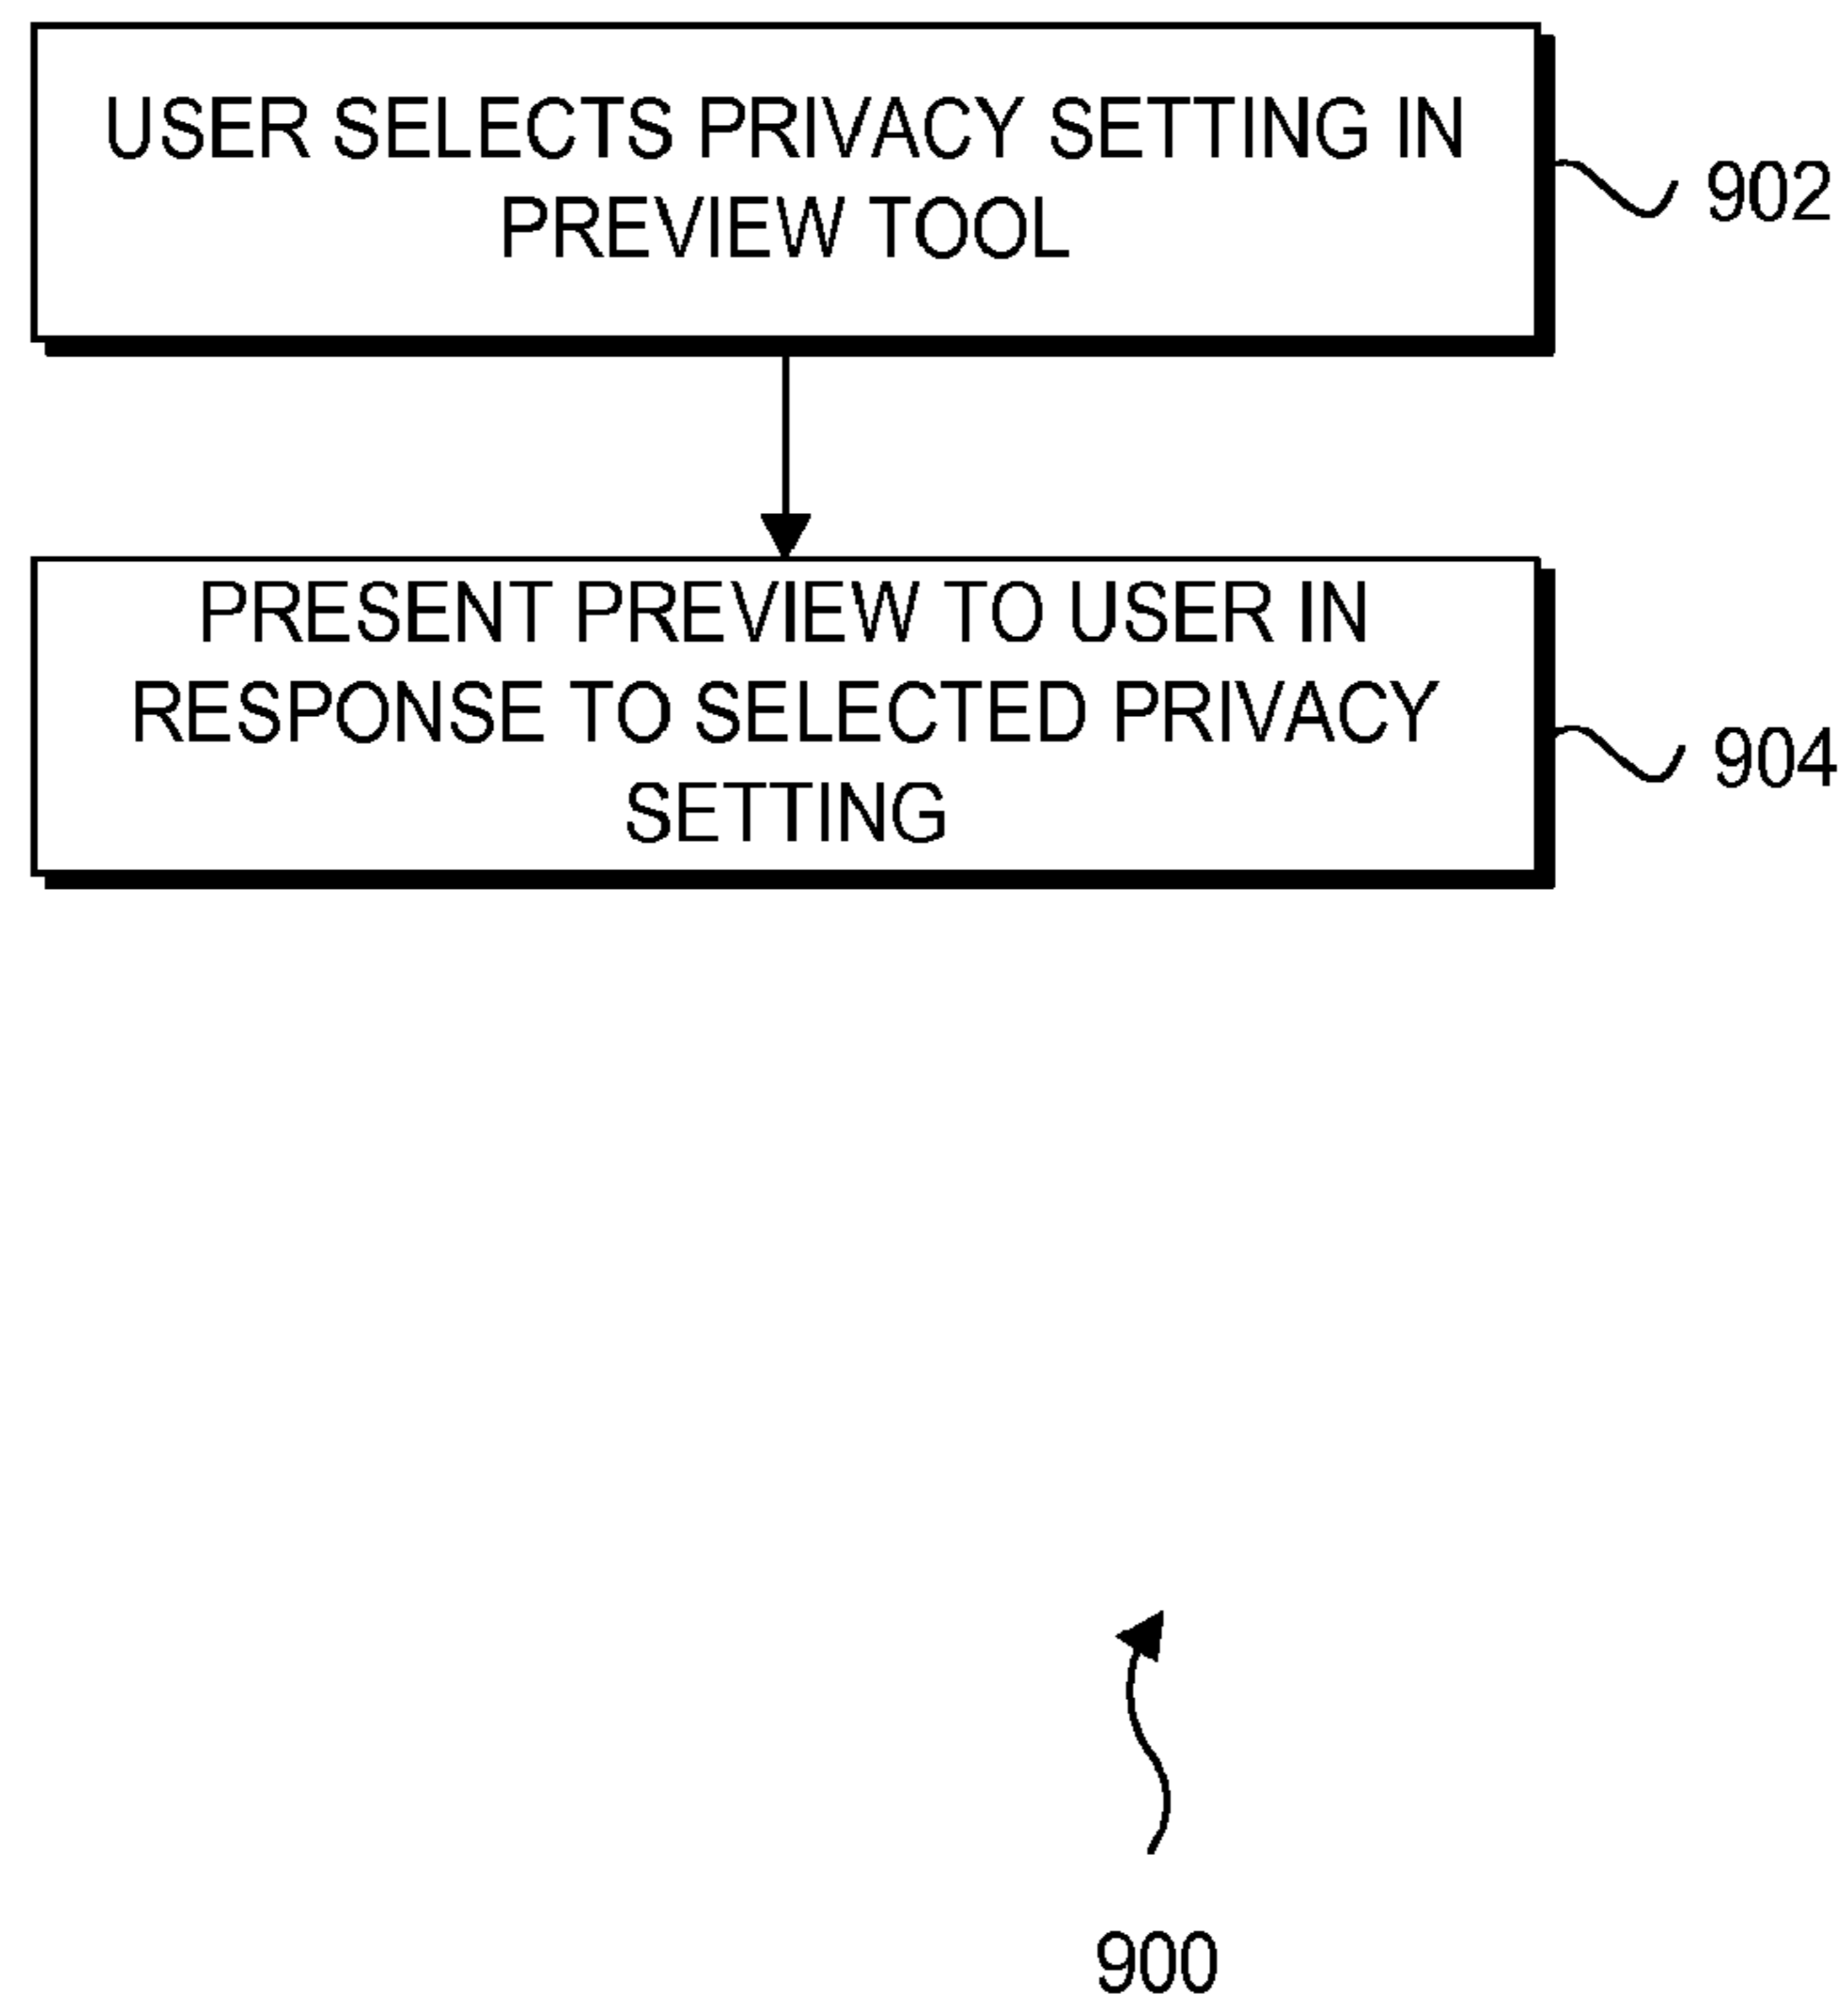 USER SELECTS PRIVACY SETTING IN
PREVIEW TOOL
902
PRESENT PREVIEW TO USER IN
RESPONSE TO SELECTED PRIVACY
SETTING
904
900